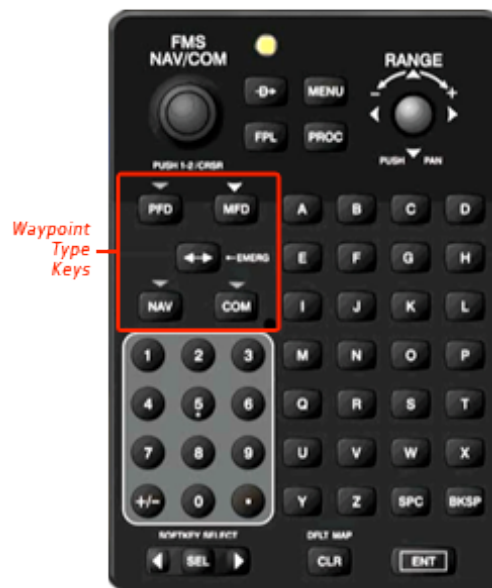 FMS
NAV/COM
RANGE
- +
-D→ MENU
FPL PROC
PUSH 1-2 /CRSR
PUSH PAN
Waypoint
Type
Keys
PFD MFD A B C D
←EMERG E F G H
NAV COM I J K L
1 2 3 M N O P
4 5 6 Q R S T
7 8 9 U V W X
+/- 0 . Y Z SPC BKSP
SOFTKEY SELECT DFLT MAP
SEL CLR ENT